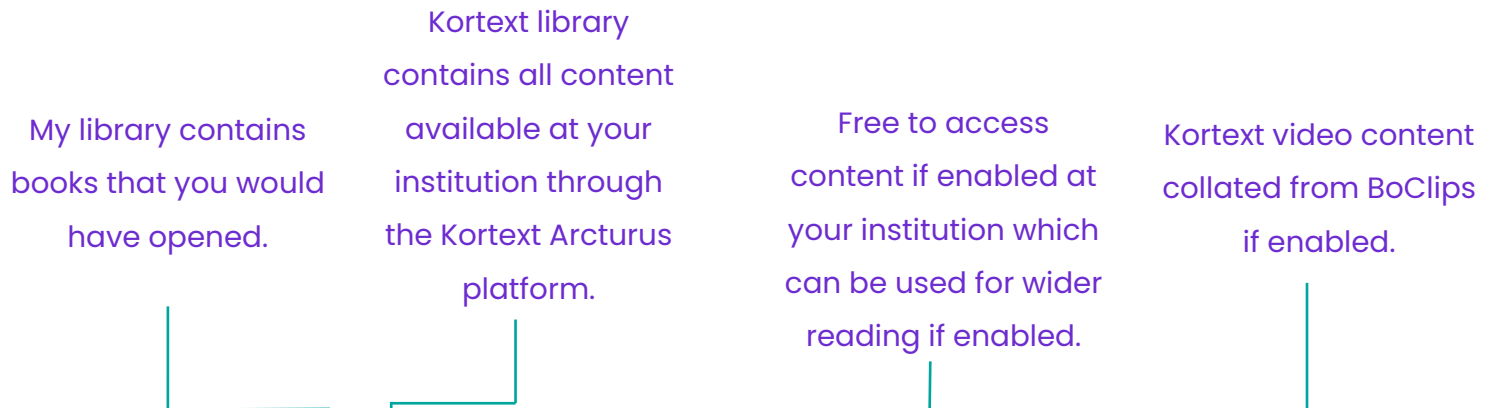 My library contains
books that you would
have opened.
Kortext library
contains all content
available at your
institution through
the Kortext Arcturus
platform.
Free to access
content if enabled at
your institution which
can be used for wider
reading if enabled.
Kortext video content
collated from BoClips
if enabled.